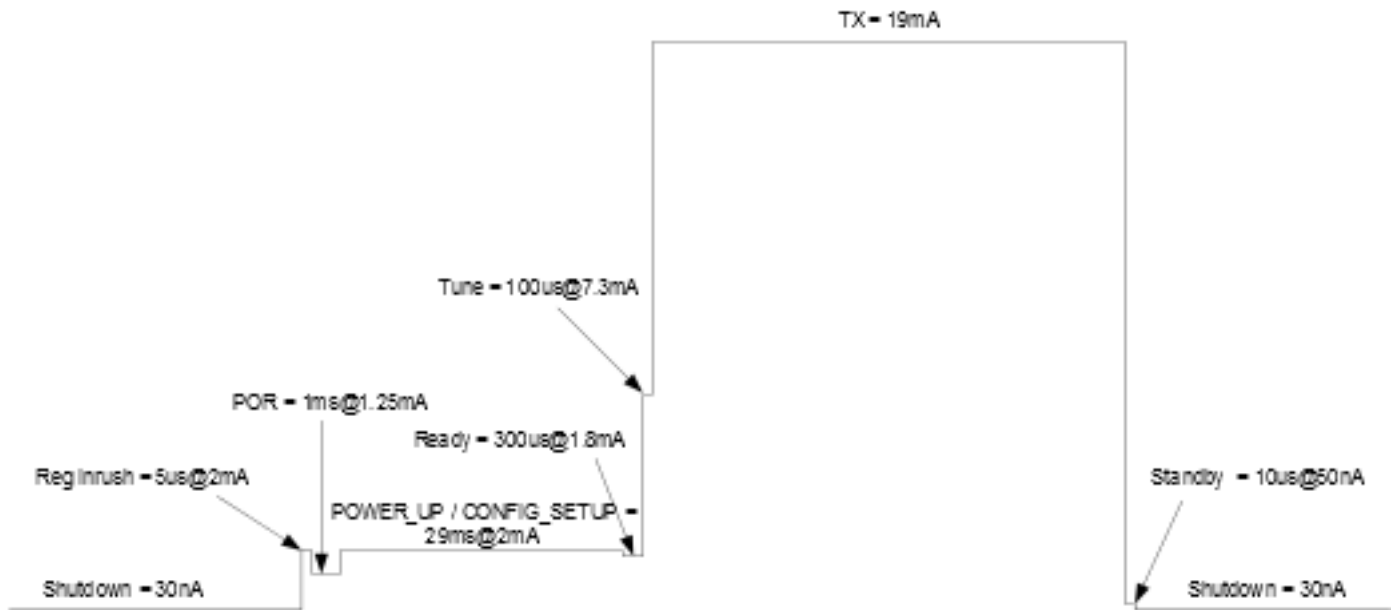 TX = 19mA
Tune = 100us@7.3mA
POR = 1ms@1.25mA
Ready = 300us@1.8mA
Reg Inrush = 5us@2mA
Standby = 10us@50nA
POWER_UP / CONFIG_SETUP =
29ms@2mA
Shutdown = 30nA
Shutdown = 30nA